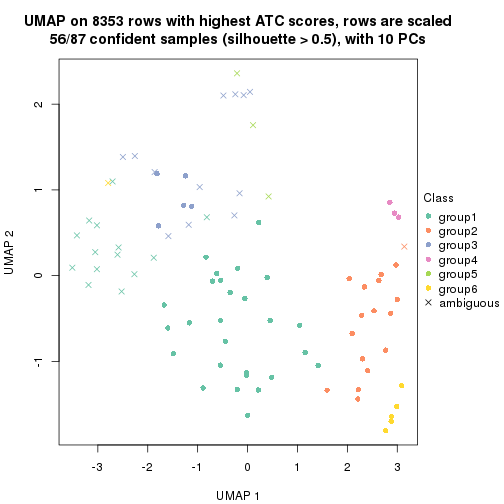 UMAP on 8353 rows with highest ATC scores, rows are scaled
56/87 confident samples (silhouette > 0.5), with 10 PCs
2
1
0
-1
UMAP 2
-3
-2
-1
0
1
2
3
UMAP 1
Class
group1
group2
group3
group4
group5
group6
ambiguous